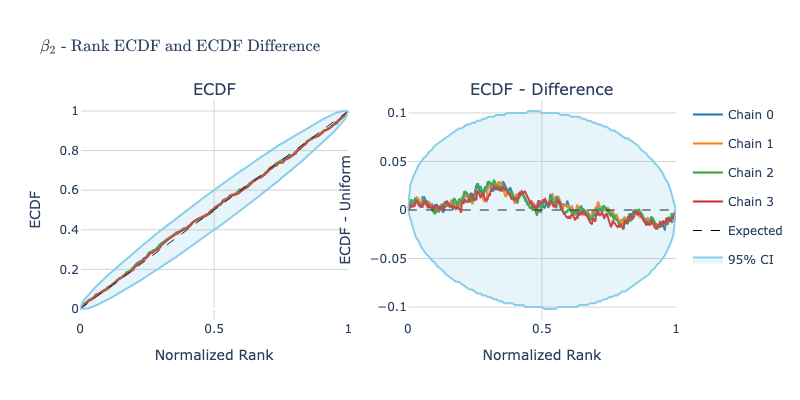 β₂ - Rank ECDF and ECDF Difference
ECDF
ECDF
1
0.8
0.6
0.4
0.2
0
0
0.5
1
Normalized Rank
ECDF - Difference
ECDF - Uniform
0.1
0.05
0
−0.05
−0.1
0
0.5
1
Normalized Rank
Chain 0
Chain 1
Chain 2
Chain 3
Expected
95% CI